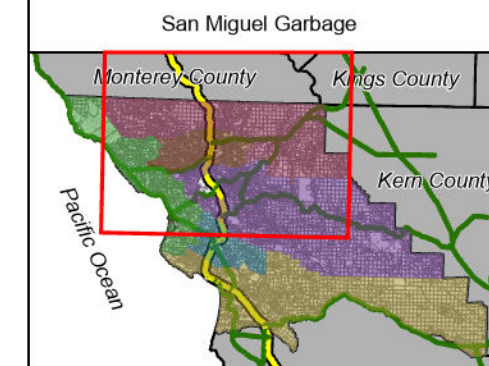 San Miguel Garbage
Monterey County
Kings County
Kern County
Pacific Ocean